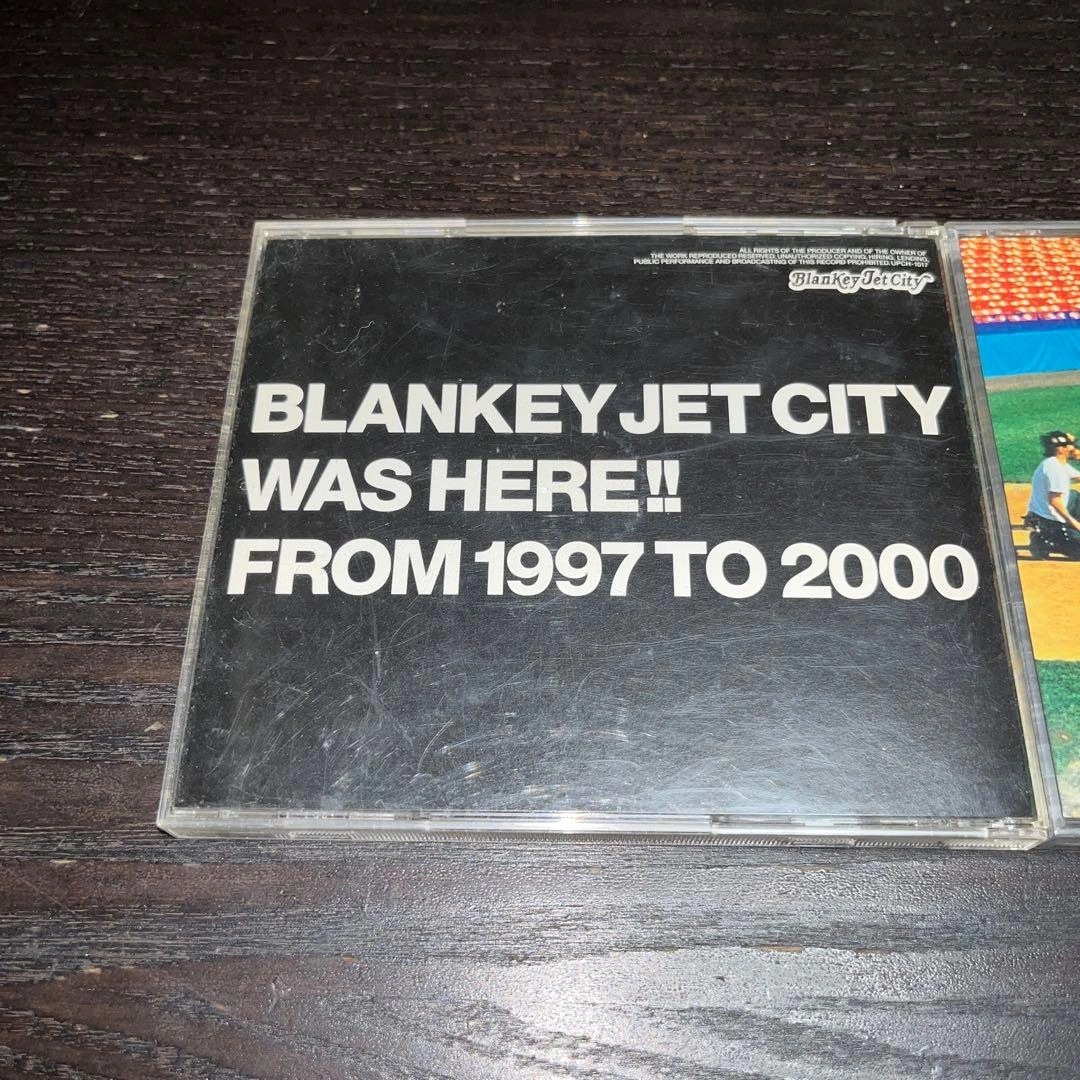 ALL RIGHTS OF THE PRODUCER AND OF THE OWNER OF
THE WORK REPRODUCED RESERVED. UNAUTHORIZED COPYING, HIRING, LENDING,
PUBLIC PERFORMANCE AND BROADCASTING OF THIS RECORD PROHIBITED. UPCH-1017
Blankey Jet City
BLANKEY JET CITY
WAS HERE!!
FROM 1997 TO 2000